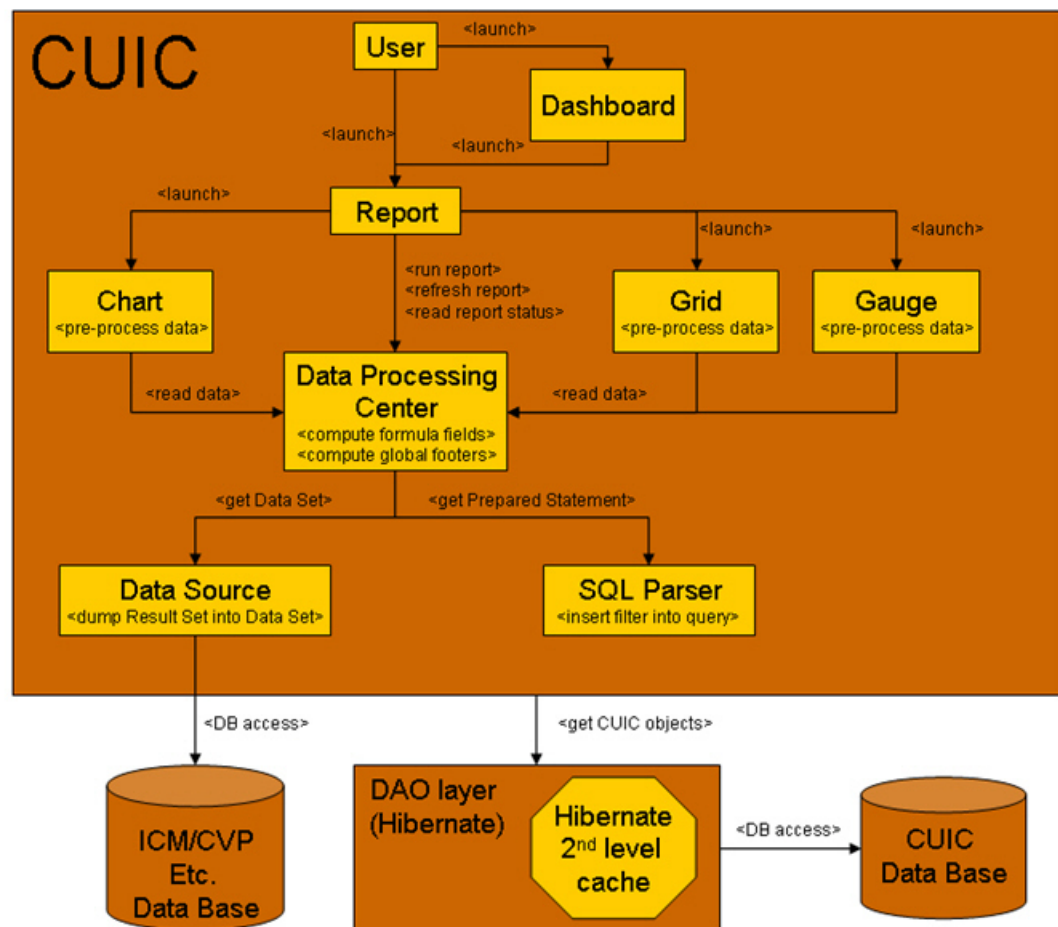 CUIC
User
<launch>
Dashboard
<launch>
<launch>
Report
<launch>
<launch>
<launch>
Chart
<pre-process data>
<run report>
<refresh report>
<read report status>
Grid
<pre-process data>
Gauge
<pre-process data>
Data Processing
Center
<compute formula fields>
<compute global footers>
<read data>
<read data>
<get Data Set>
<get Prepared Statement>
Data Source
<dump Result Set into Data Set>
SQL Parser
<insert filter into query>
<DB access>
<get CUIC objects>
ICM/CVP
Etc.
Data Base
DAO layer
(Hibernate)
Hibernate
2nd level
cache
<DB access>
CUIC
Data Base